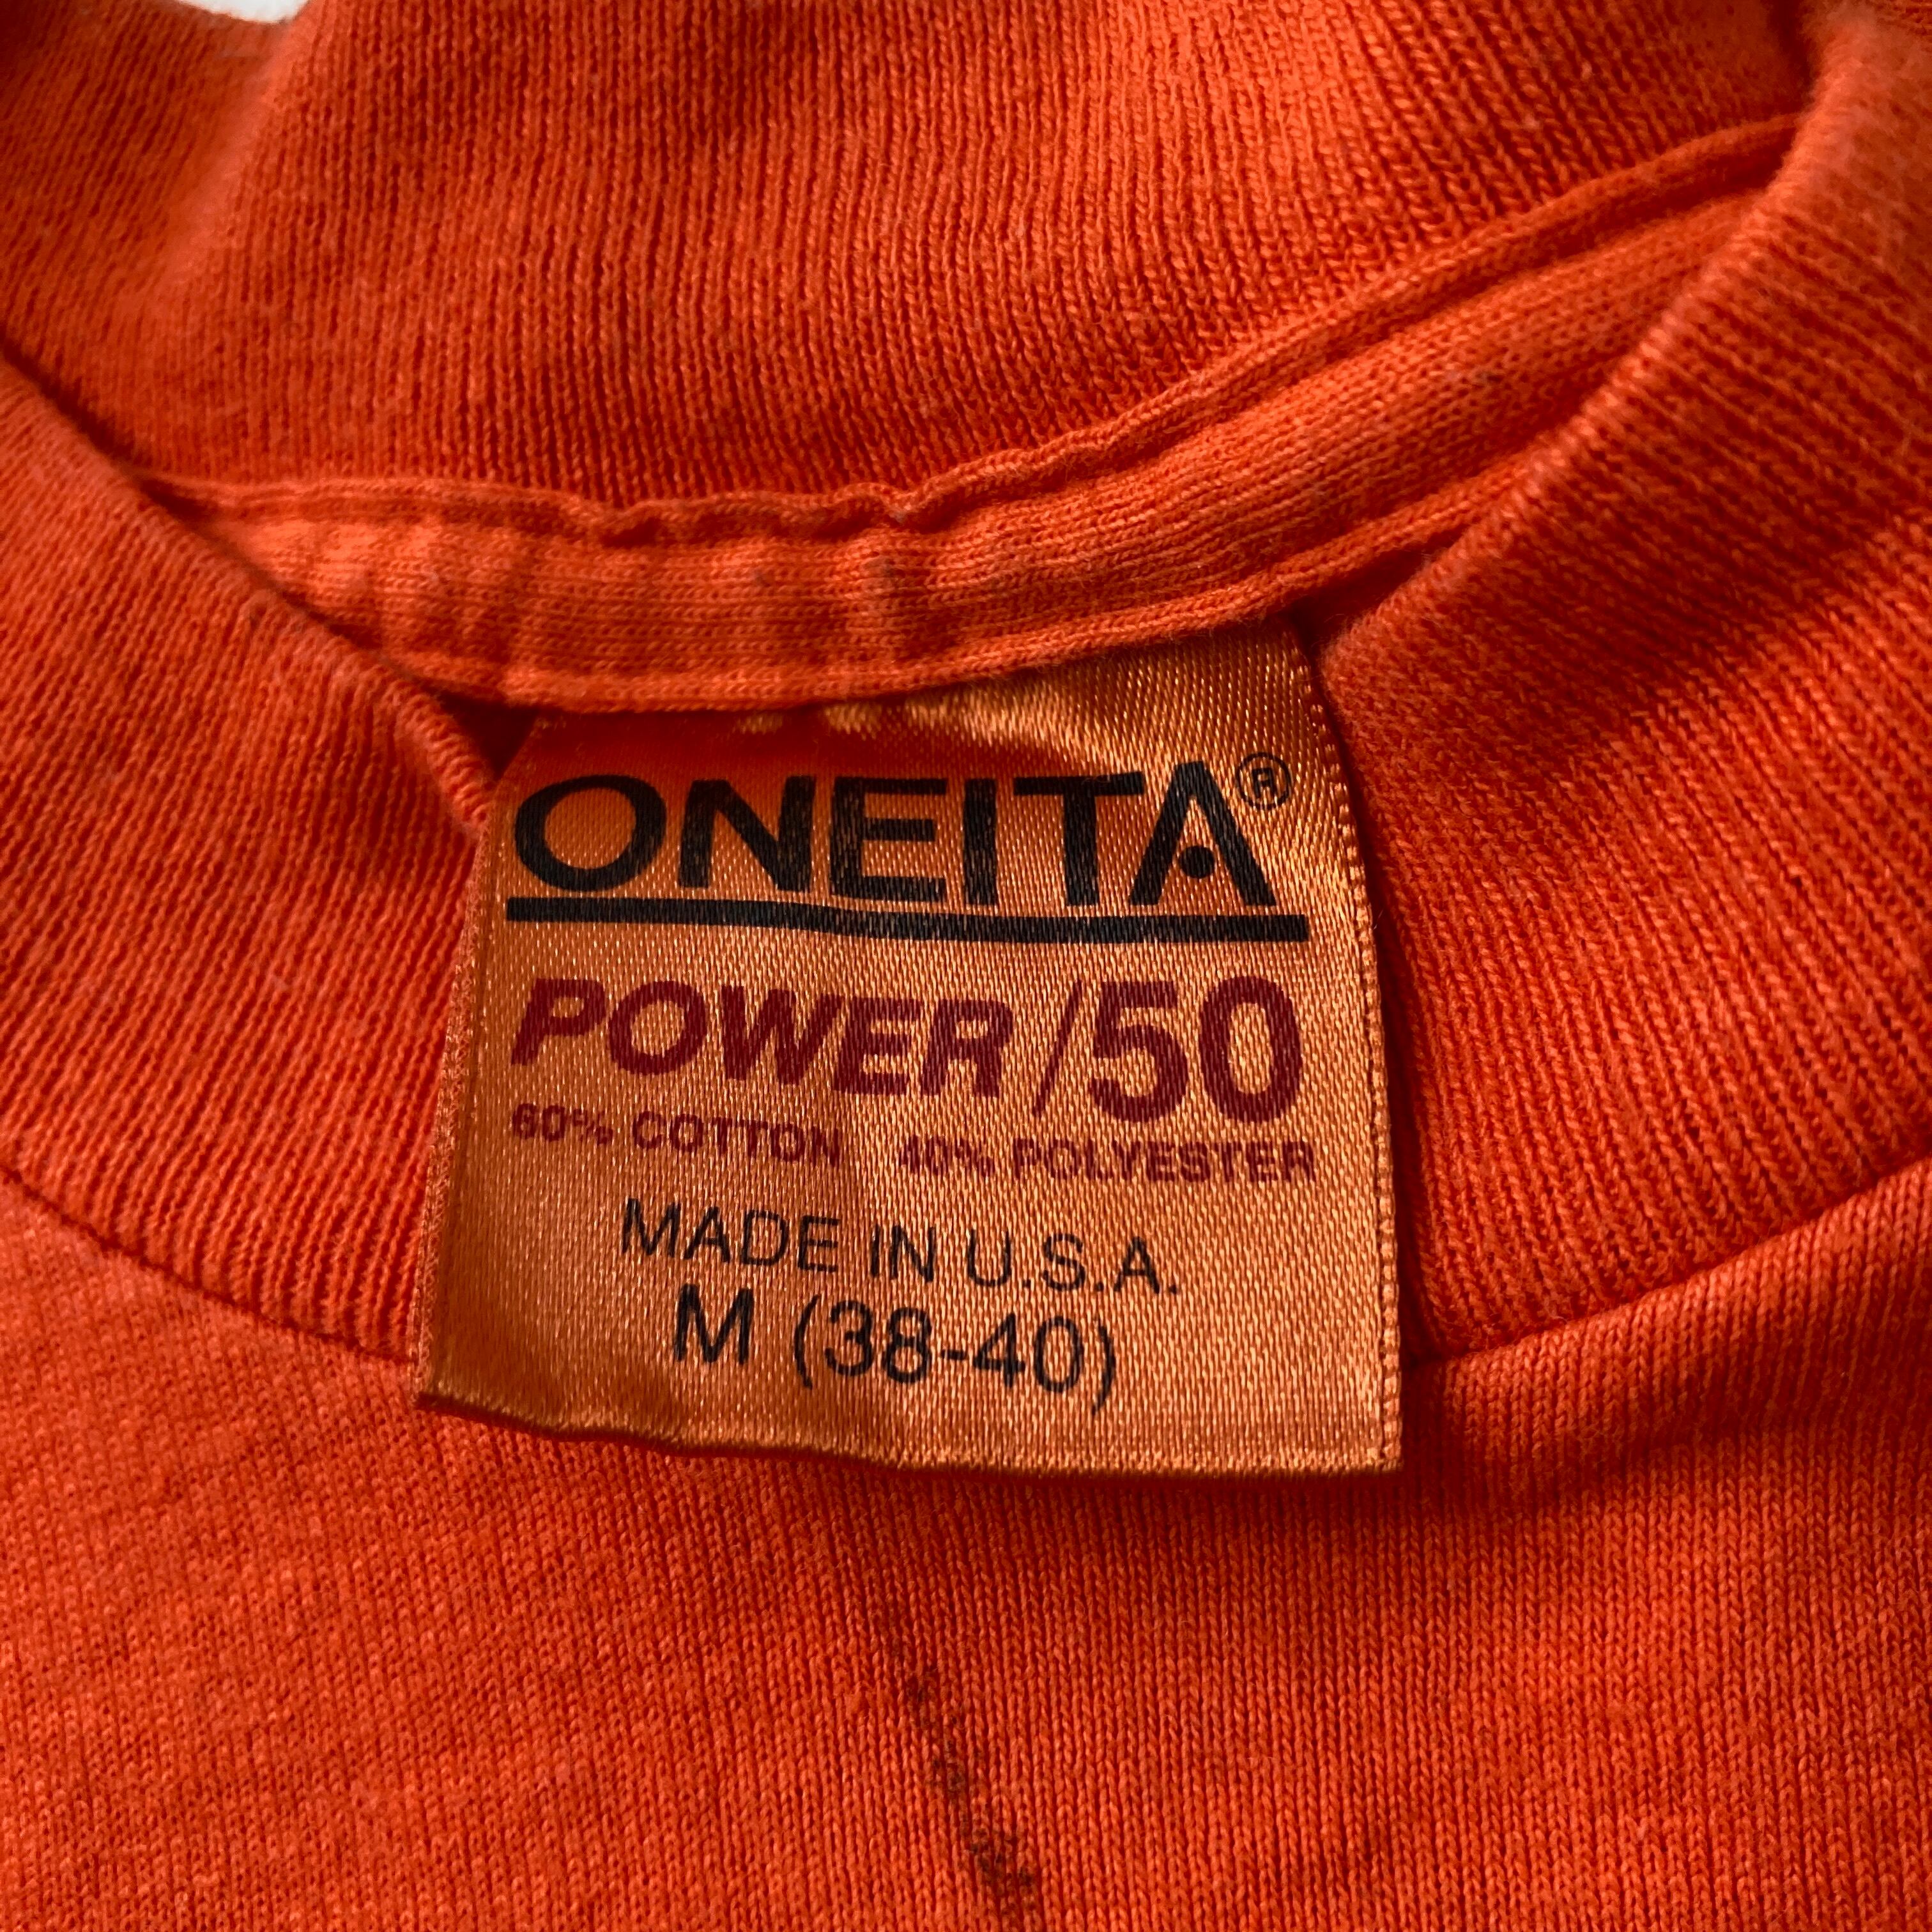 ONEITA®
POWER/50
60% COTTON 40% POLYESTER
MADE IN U.S.A.
M (38-40)